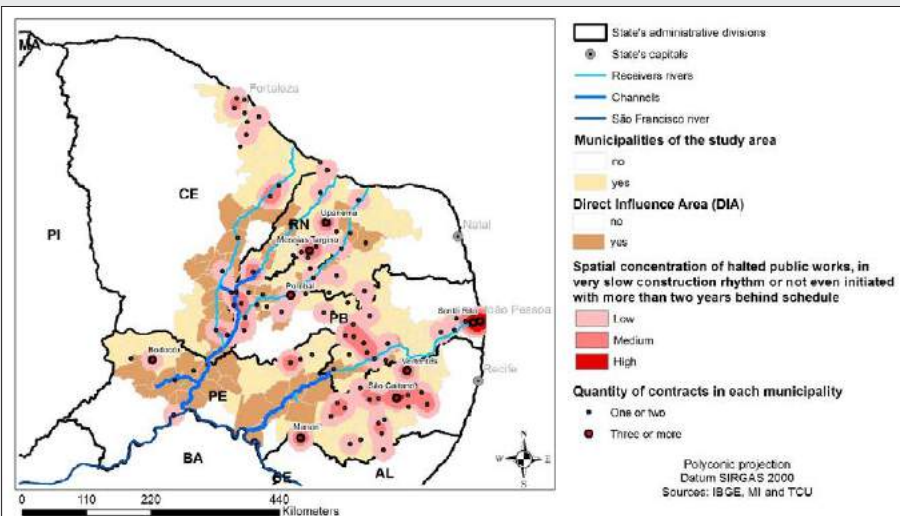 MA
Fortaleza
CE
PI
RN
Upanema
Messias Targino
Natal
Pombal
PB
Santa Rita
João Pessoa
Bodocó
Recife
São Caetano
PE
Manari
BA
SE
AL
N
W
E
S
0 110 220 440
Kilometers
State's administrative divisions
State's capitals
Receivers rivers
Channels
São Francisco river
Municipalities of the study area
no
yes
Direct Influence Area (DIA)
no
yes
Spatial concentration of halted public works, in
very slow construction rhythm or not even initiated
with more than two years behind schedule
Low
Medium
High
Quantity of contracts in each municipality
One or two
Three or more
Polyconic projection
Datum SIRGAS 2000
Sources: IBGE, MI and TCU